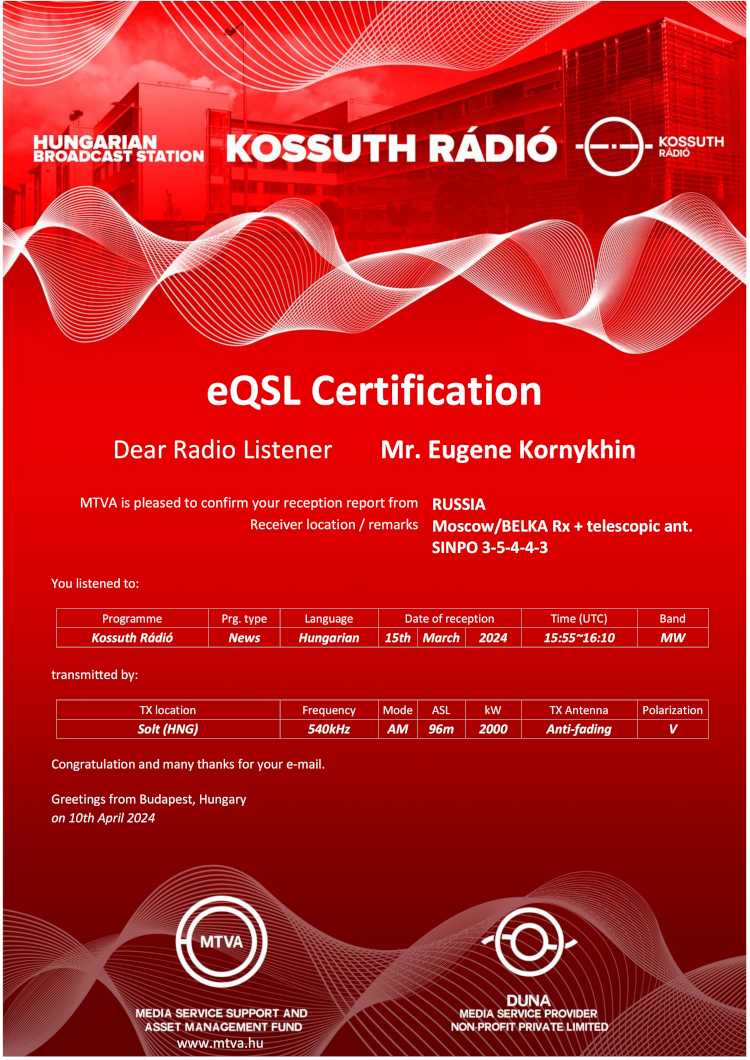 HUNGARIAN
BROADCAST STATION
KOSSUTH RÁDIÓ
KOSSUTH
RÁDIÓ
eQSL Certification
Dear Radio Listener Mr. Eugene Kornykhin
MTVA is pleased to confirm your reception report from RUSSIA
Receiver location / remarks Moscow/BELKA Rx + telescopic ant.
SINPO 3-5-4-4-3
You listened to:
Programme Prg. type Language Date of reception Time (UTC) Band
Kossuth Rádió News Hungarian 15th March 2024 15:55~16:10 MW
transmitted by:
TX location Frequency Mode ASL kW TX Antenna Polarization
Solt (HNG) 540kHz AM 96m 2000 Anti-fading V
Congratulation and many thanks for your e-mail.
Greetings from Budapest, Hungary
on 10th April 2024
MTVA
MEDIA SERVICE SUPPORT AND
ASSET MANAGEMENT FUND
www.mtva.hu
DUNA
MEDIA SERVICE PROVIDER
NON-PROFIT PRIVATE LIMITED